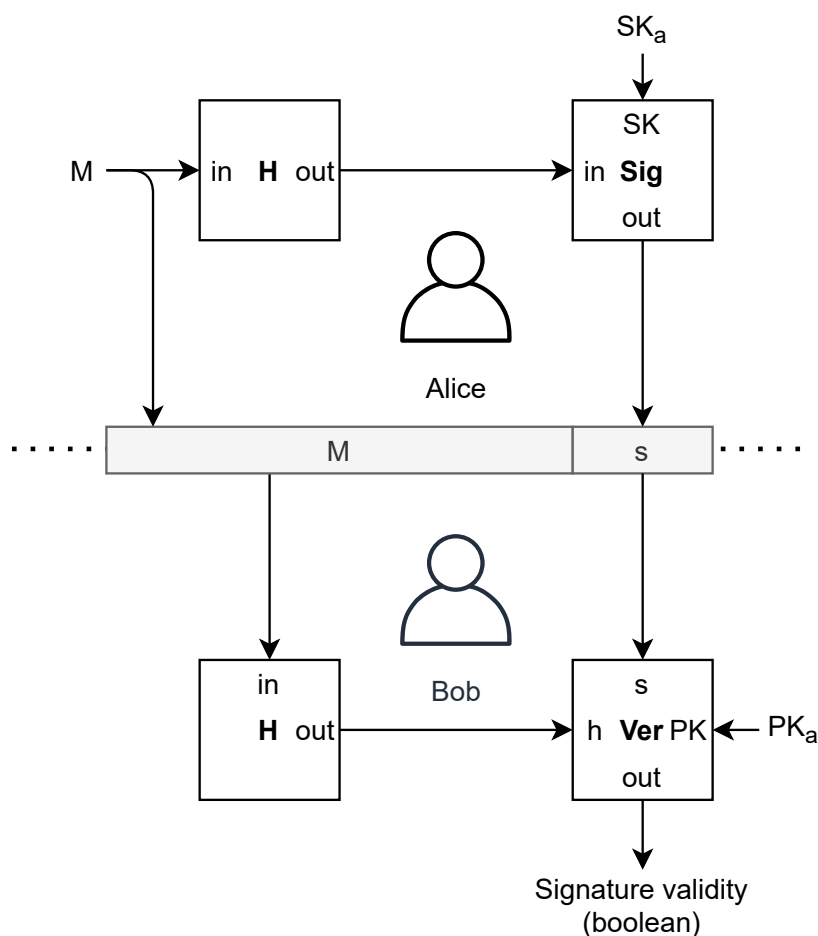 SKa
SK
M
in H out
in Sig
out
Alice
M
s
Bob
in
H out
s
h Ver PK
PKa
out
Signature validity
(boolean)